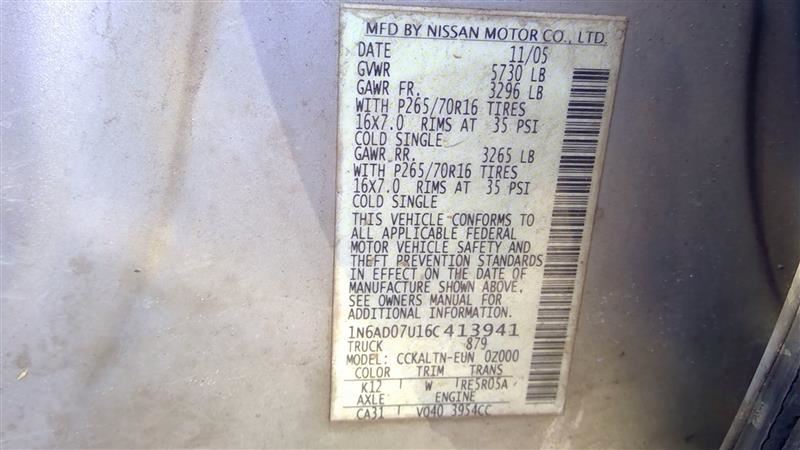 MFD BY NISSAN MOTOR CO., LTD.
DATE 11/05
GVWR 5730 LB
GAWR FR. 3296 LB
WITH P265/70R16 TIRES
16X7.0 RIMS AT 35 PSI
COLD SINGLE
GAWR RR. 3265 LB
WITH P265/70R16 TIRES
16X7.0 RIMS AT 35 PSI
COLD SINGLE
THIS VEHICLE CONFORMS TO
ALL APPLICABLE FEDERAL
MOTOR VEHICLE SAFETY AND
THEFT PREVENTION STANDARDS
IN EFFECT ON THE DATE OF
MANUFACTURE SHOWN ABOVE.
SEE OWNERS MANUAL FOR
ADDITIONAL INFORMATION
1N6AD07U16C413941
TRUCK 879
MODEL: CCKALTN-EUN 0Z000
COLOR TRIM TRANS
K12 W RE5R05A
AXLE ENGINE
CA31 VQ40 3954CC